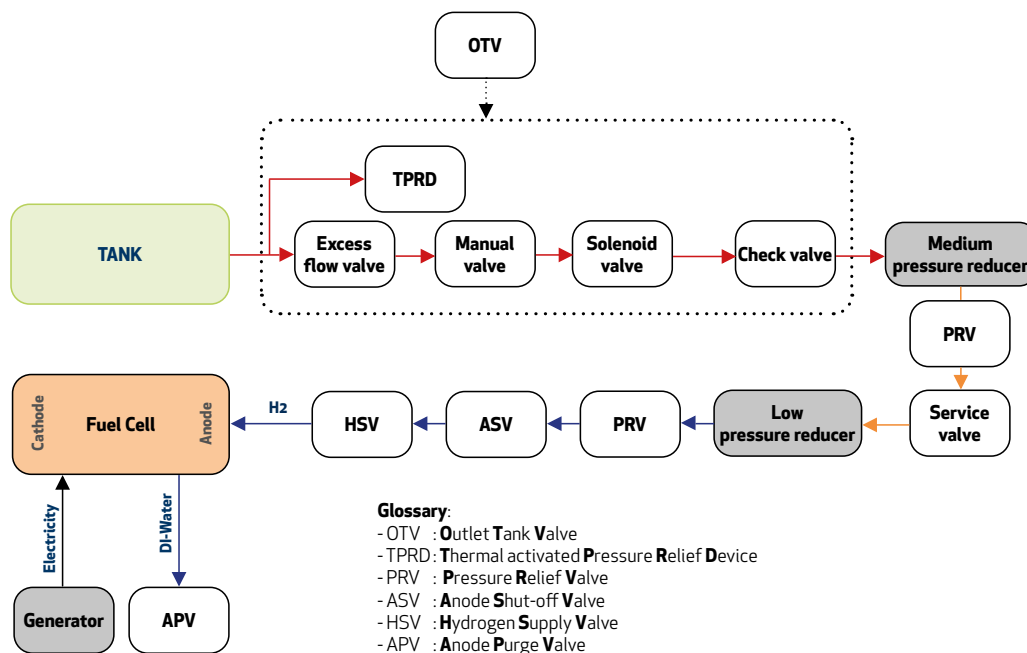 OTV
TPRD
TANK
Excess
flow valve
Manual
valve
Solenoid
valve
Check valve
Medium
pressure reducer
PRV
Cathode
Fuel Cell
Anode
H2
HSV
ASV
PRV
Low
pressure reducer
Service
valve
Electricity
DI-Water
Generator
APV
Glossary:
- OTV : Outlet Tank Valve
- TPRD : Thermal activated Pressure Relief Device
- PRV : Pressure Relief Valve
- ASV : Anode Shut-off Valve
- HSV : Hydrogen Supply Valve
- APV : Anode Purge Valve